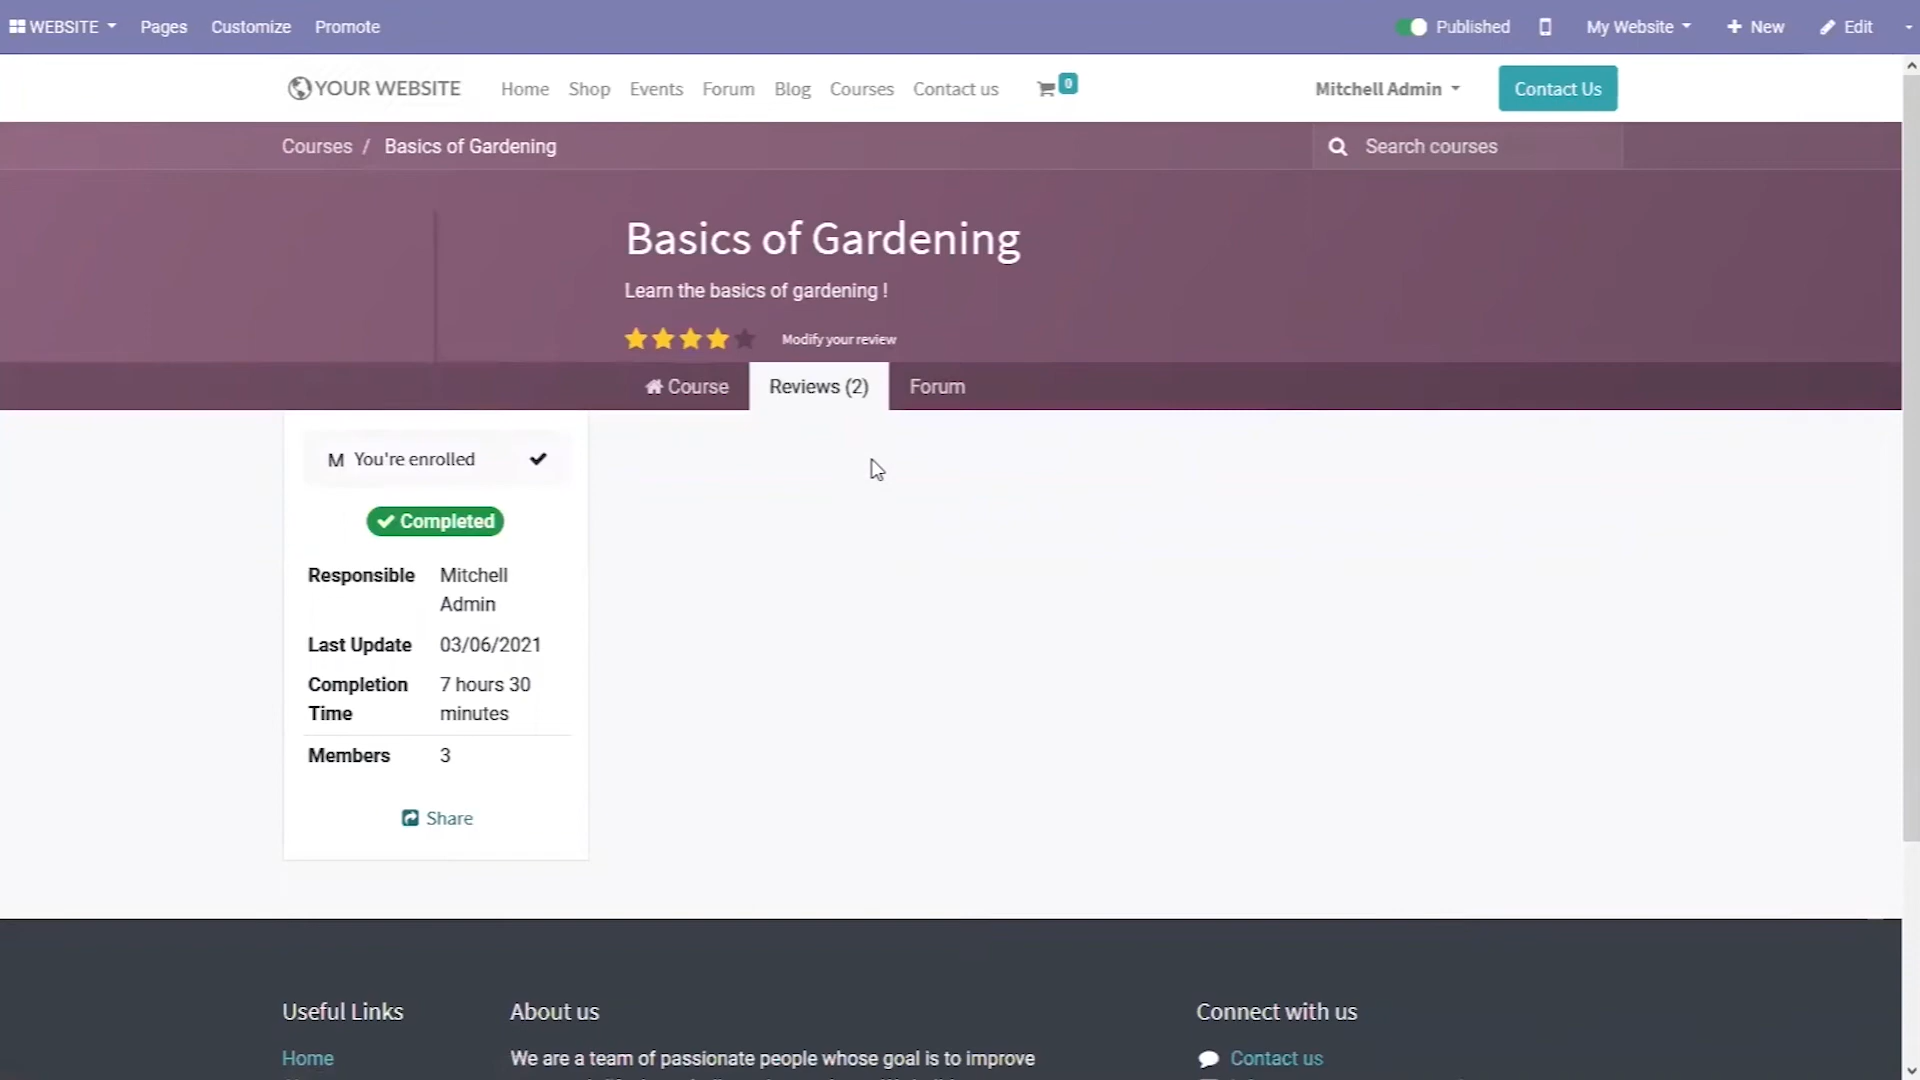 WEBSITE Pages Customize Promote Published My Website + New Edit
YOUR WEBSITE Home Shop Events Forum Blog Courses Contact us 0 Mitchell Admin Contact Us
Courses / Basics of Gardening Search courses
Basics of Gardening
Learn the basics of gardening !
Modify your review
Course Reviews (2) Forum
M You're enrolled
Completed
Responsible Mitchell
Admin
Last Update 03/06/2021
Completion 7 hours 30
Time minutes
Members 3
Share
Useful Links About us Connect with us
Home We are a team of passionate people whose goal is to improve Contact us